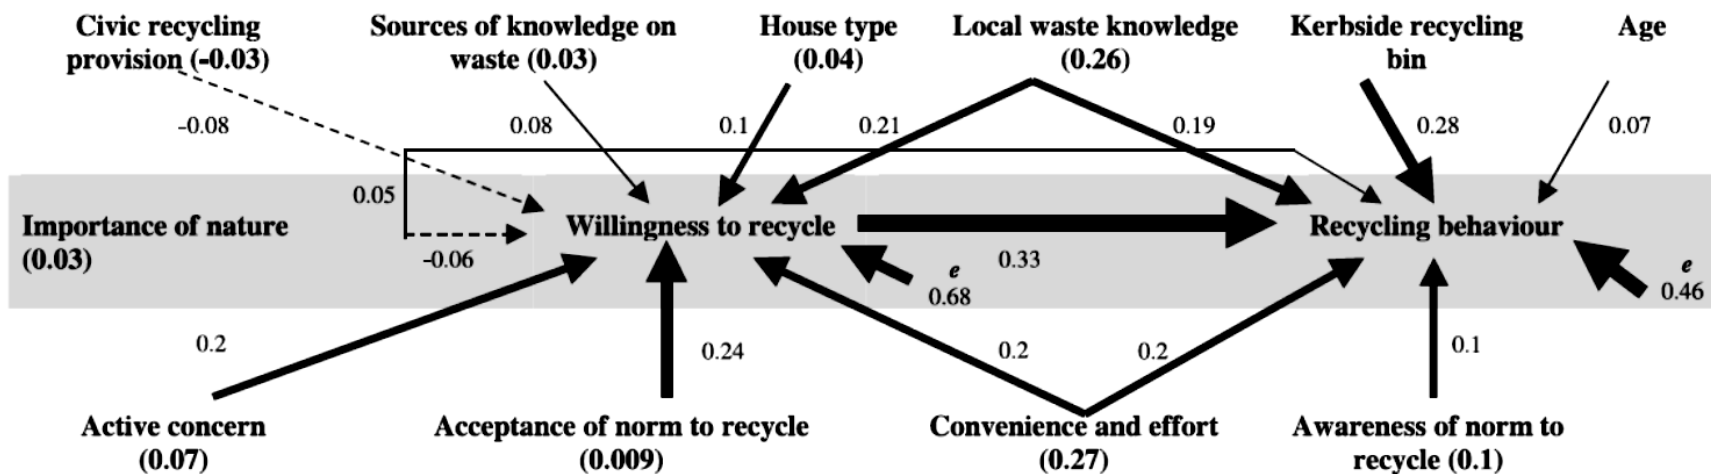 Civic recycling
provision (-0.03)
Sources of knowledge on
waste (0.03)
House type
(0.04)
Local waste knowledge
(0.26)
Kerbside recycling
bin
Age
-0.08
0.08
0.1
0.21
0.19
0.28
0.07
0.05
Importance of nature
(0.03)
Willingness to recycle
Recycling behaviour
-0.06
0.33
e
0.68
e
0.46
0.2
0.24
0.2
0.2
0.1
Active concern
(0.07)
Acceptance of norm to recycle
(0.009)
Convenience and effort
(0.27)
Awareness of norm to
recycle (0.1)